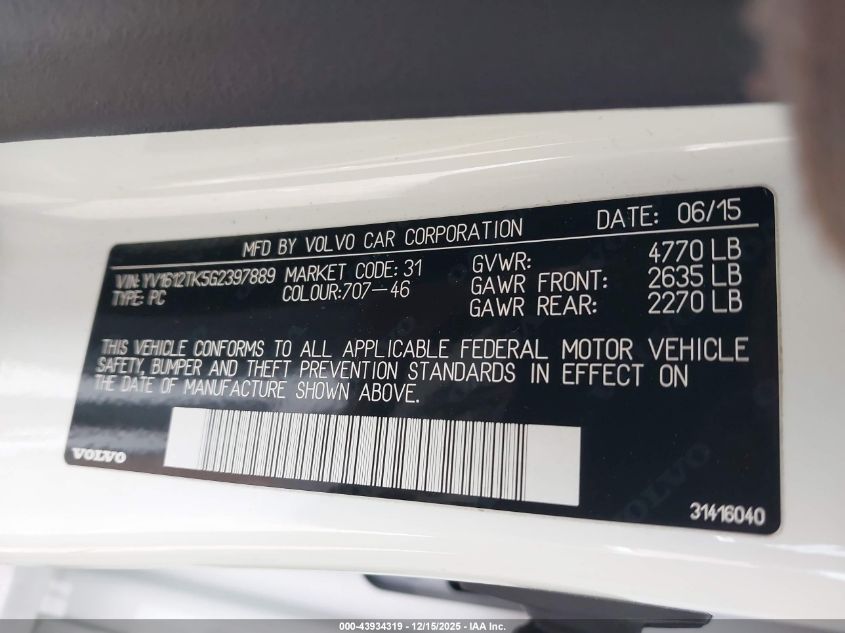 MFD BY VOLVO CAR CORPORATION DATE: 06/15
VIN: YV1612TK5G2397889 MARKET CODE: 31 GVWR: 4770 LB
TYPE: PC COLOUR:707-46 GAWR FRONT: 2635 LB
GAWR REAR: 2270 LB
THIS VEHICLE CONFORMS TO ALL APPLICABLE FEDERAL MOTOR VEHICLE
SAFETY, BUMPER AND THEFT PREVENTION STANDARDS IN EFFECT ON
THE DATE OF MANUFACTURE SHOWN ABOVE.
VOLVO
31416040
000-43934319 - 12/15/2025 - IAA Inc.